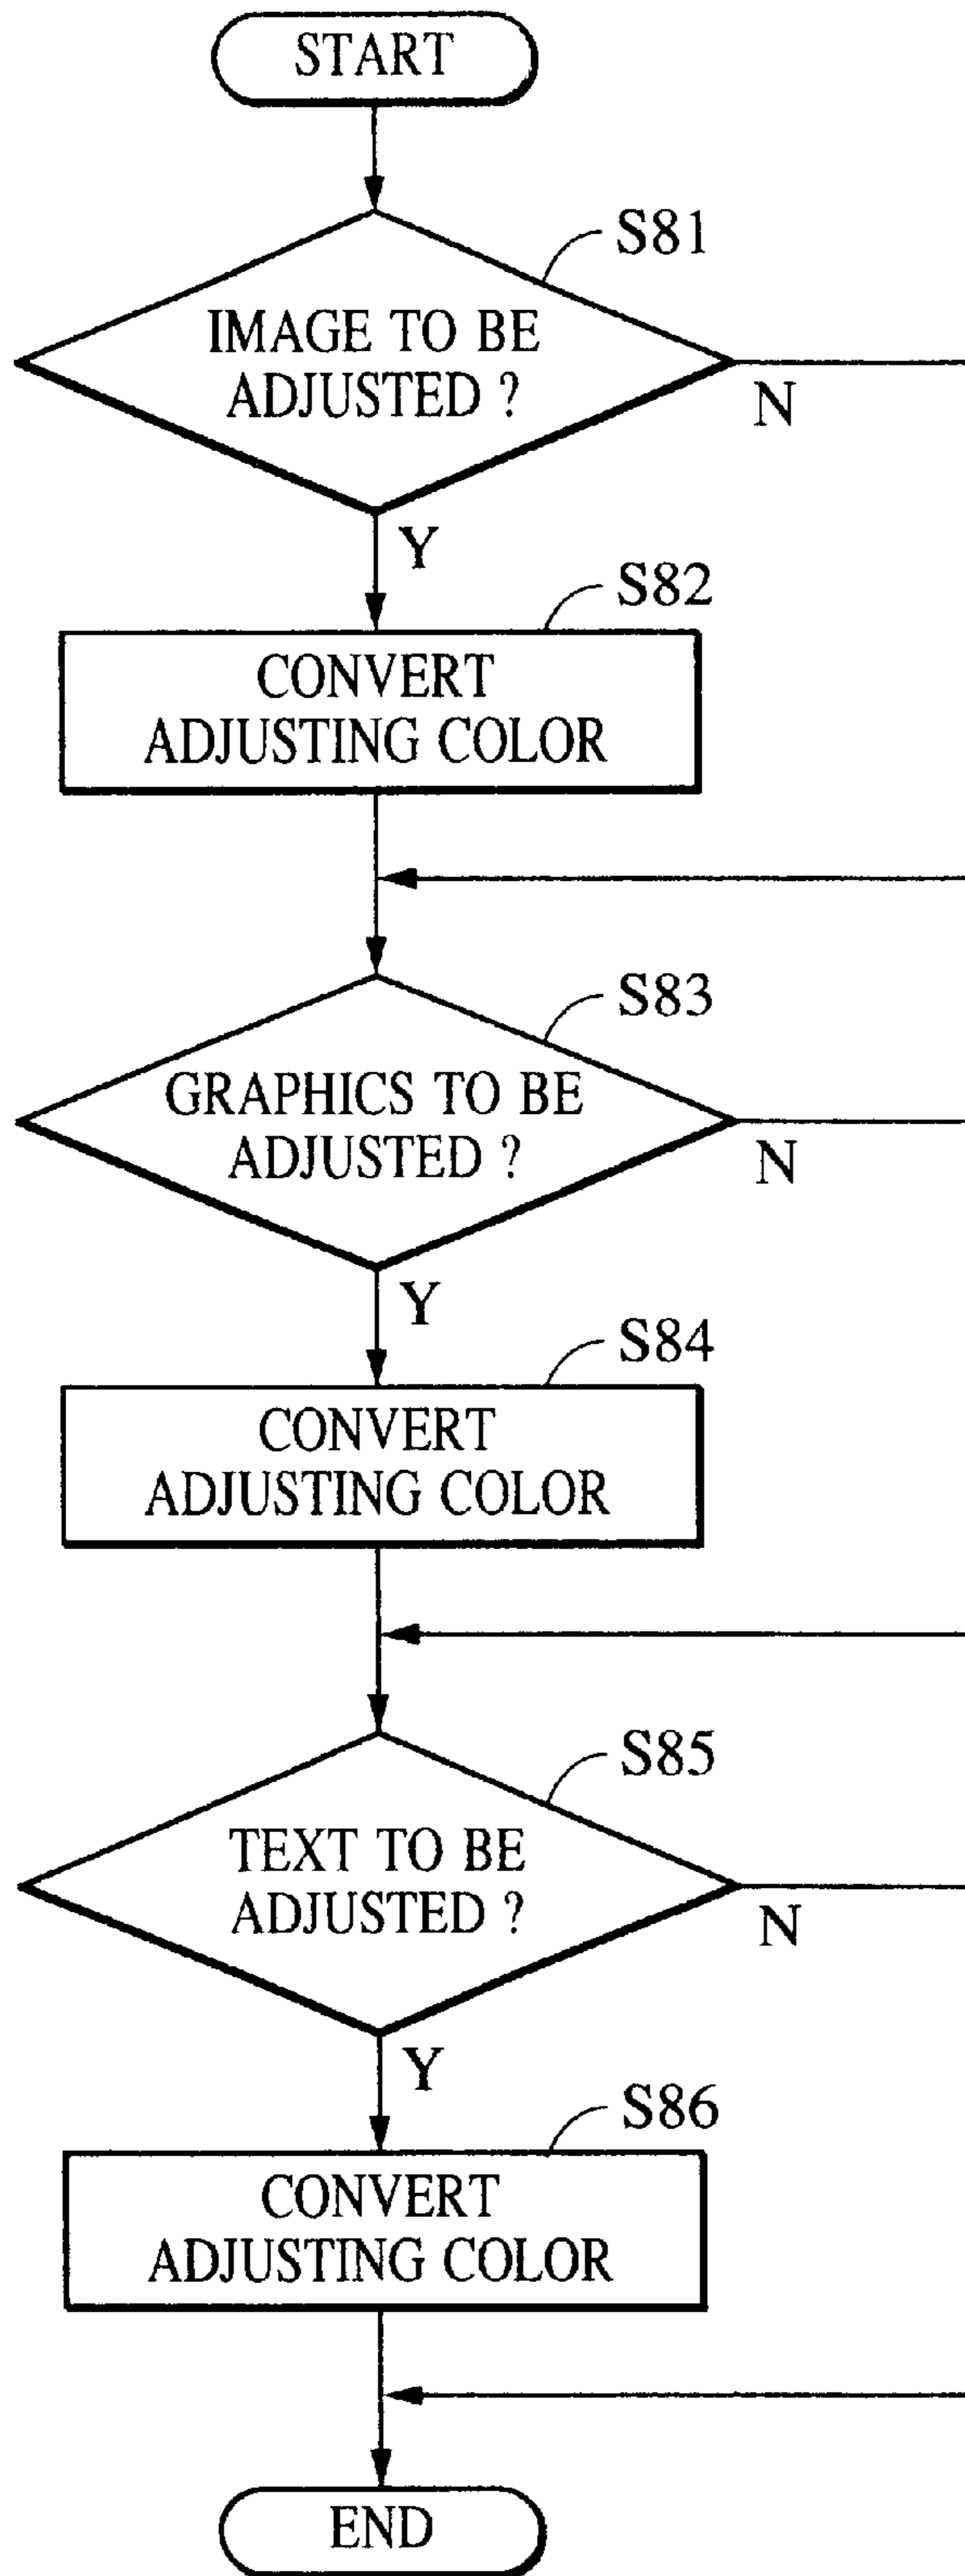 START
S81
IMAGE TO BE
ADJUSTED ?
N
Y
S82
CONVERT
ADJUSTING COLOR
S83
GRAPHICS TO BE
ADJUSTED ?
N
Y
S84
CONVERT
ADJUSTING COLOR
S85
TEXT TO BE
ADJUSTED ?
N
Y
S86
CONVERT
ADJUSTING COLOR
END